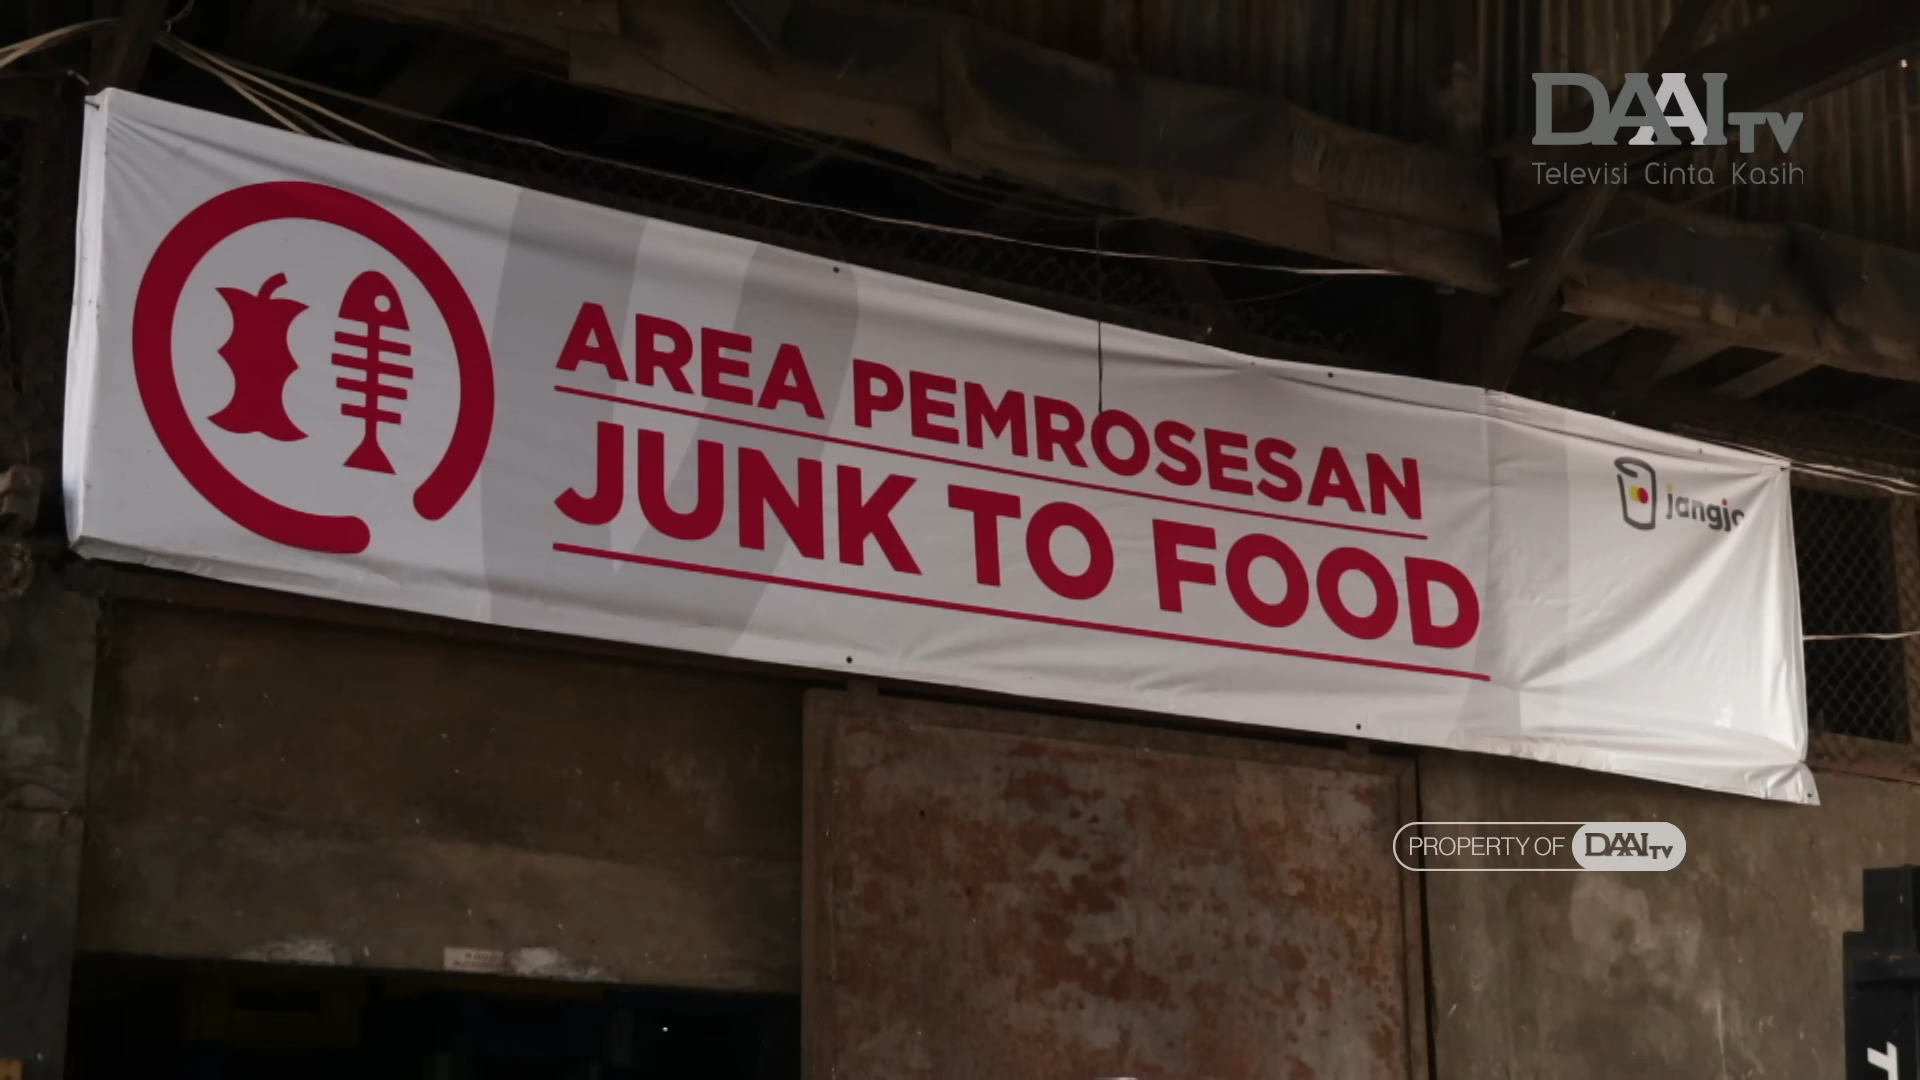 DAAI TV
Televisi Cinta Kasih
AREA PEMROSESAN
JUNK TO FOOD
jangjo
PROPERTY OF DAAI TV